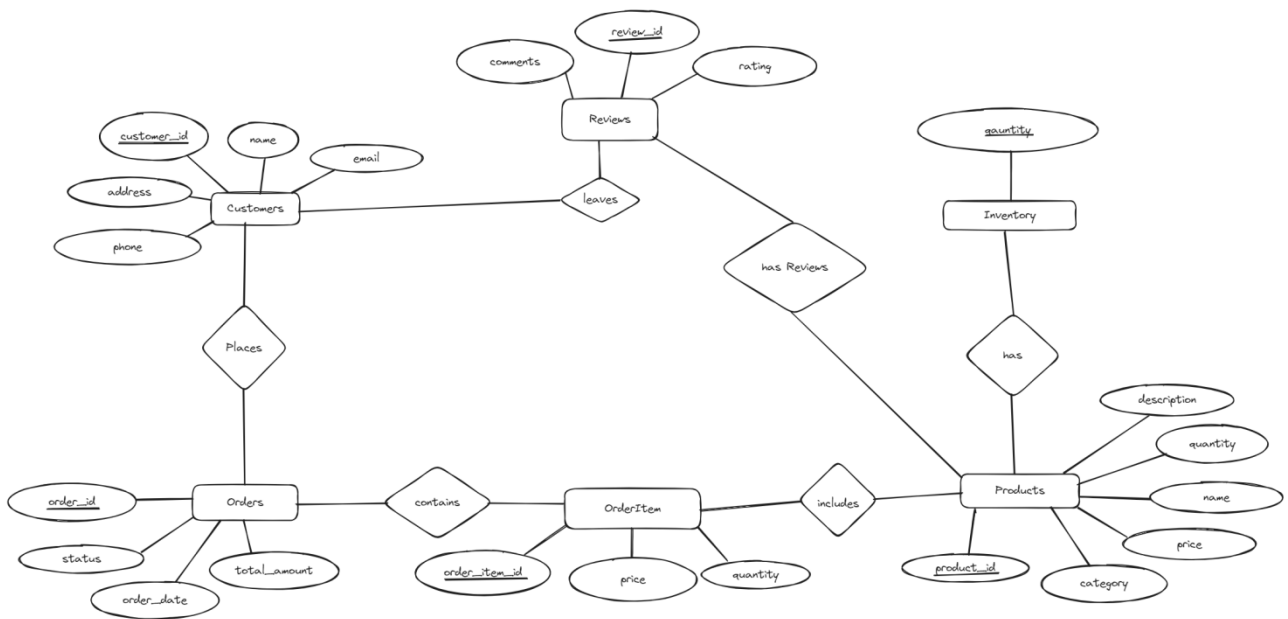 review_id
comments
rating
Reviews
customer_id
name
email
address
Customers
phone
leaves
qauntity
Inventory
has Reviews
Places
has
description
quantity
name
price
Products
product_id
category
order_id
Orders
status
order_date
total_amount
contains
OrderItem
order_item_id
price
quantity
includes